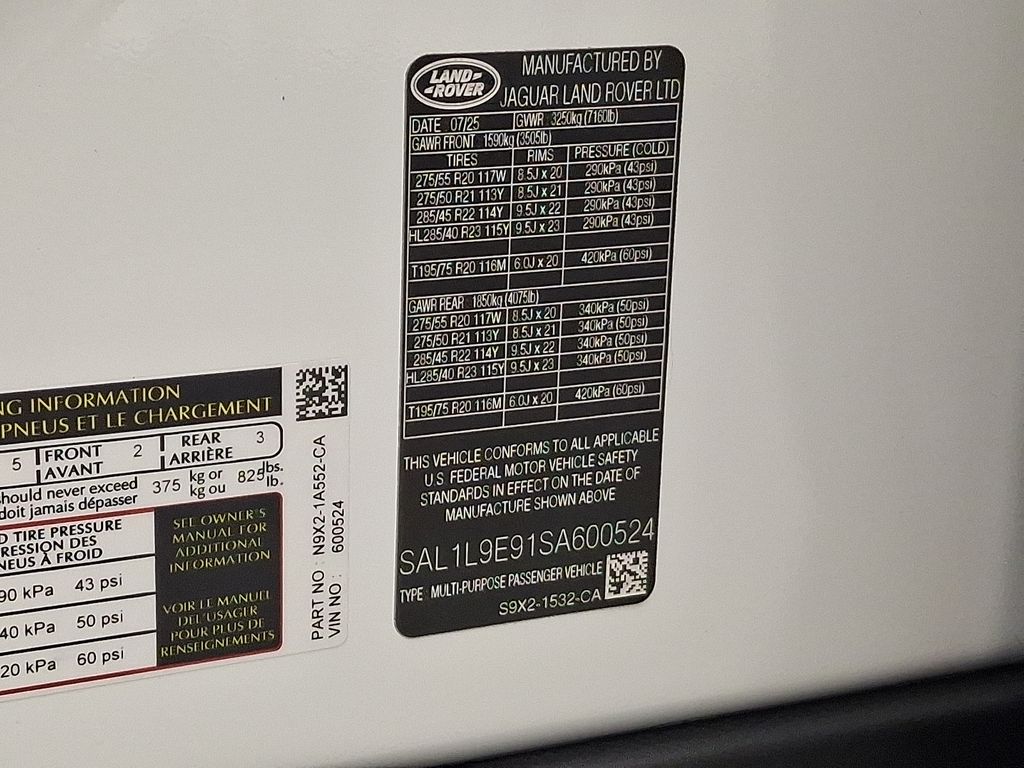 LAND-
-ROVER
MANUFACTURED BY
JAGUAR LAND ROVER LTD
DATE 07/25 GVWR 3250kg (7160lb)
GAWR FRONT 1590kg (3505lb)
TIRES RIMS PRESSURE (COLD)
275/55 R20 117W 8.5J x 20 290kPa (43psi)
275/50 R21 113Y 8.5J x 21 290kPa (43psi)
285/45 R22 114Y 9.5J x 22 290kPa (43psi)
HL285/40 R23 115Y 9.5J x 23 290kPa (43psi)
T195/75 R20 116M 6.0J x 20 420kPa (60psi)
GAWR REAR 1850kg (4075lb)
275/55 R20 117W 8.5J x 20 340kPa (50psi)
275/50 R21 113Y 8.5J x 21 340kPa (50psi)
285/45 R22 114Y 9.5J x 22 340kPa (50psi)
HL285/40 R23 115Y 9.5J x 23 340kPa (50psi)
T195/75 R20 116M 6.0J x 20 420kPa (60psi)
THIS VEHICLE CONFORMS TO ALL APPLICABLE
U.S FEDERAL MOTOR VEHICLE SAFETY
STANDARDS IN EFFECT ON THE DATE OF
MANUFACTURE SHOWN ABOVE
SAL1L9E91SA600524
TYPE : MULTI-PURPOSE PASSENGER VEHICLE
S9X2-1532-CA
NG INFORMATION
PNEUS ET LE CHARGEMENT
5 FRONT 2 REAR 3
AVANT ARRIÈRE
should never exceed 375 kg or 825 lbs.
doit jamais dépasser kg ou lb.
D TIRE PRESSURE
RESSION DES
NEUS À FROID
90 kPa 43 psi
40 kPa 50 psi
20 kPa 60 psi
SEE OWNER'S
MANUAL FOR
ADDITIONAL
INFORMATION
VOIR LE MANUEL
DE L'USAGER
POUR PLUS DE
RENSEIGNEMENTS
PART NO : N9X2-1A552-CA
VIN NO : 600524